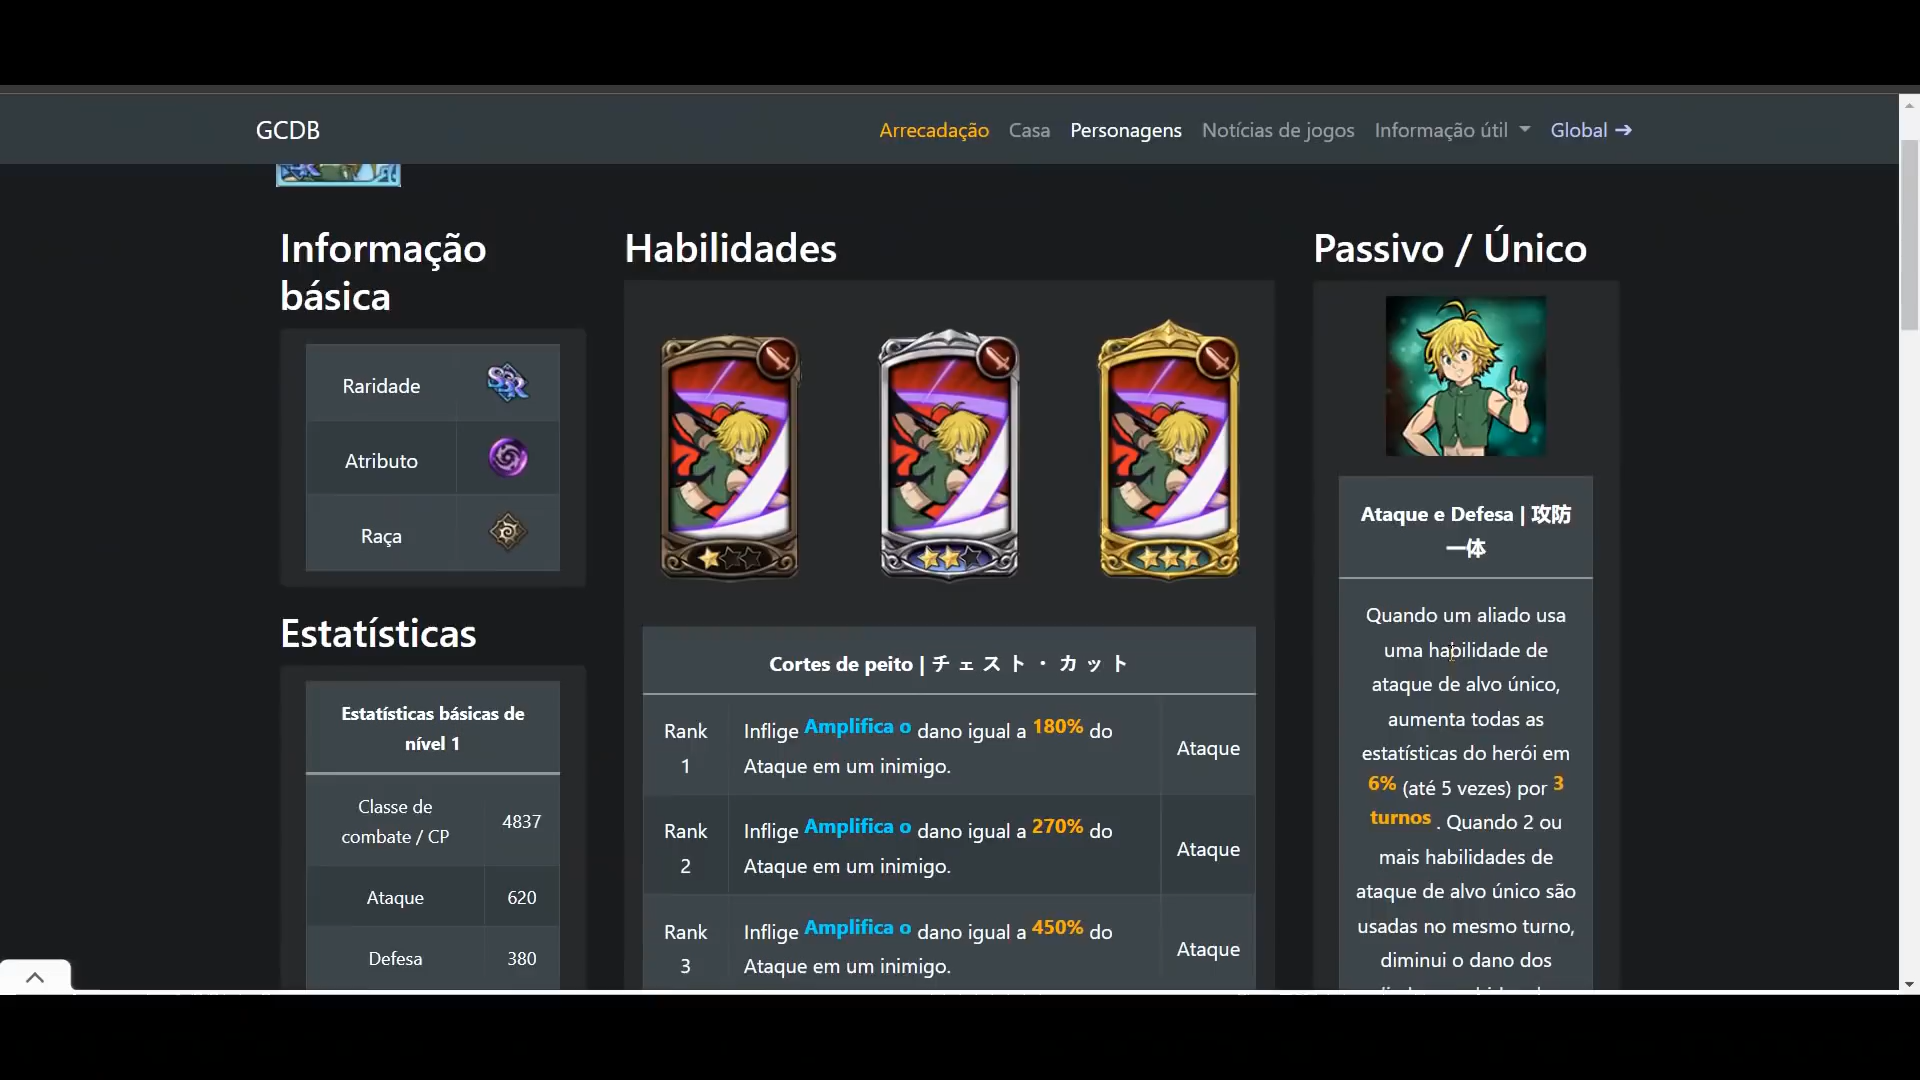 GCDB
Arrecadação
Casa
Personagens
Notícias de jogos
Informação útil
Global
Informação
básica
Raridade
SSR
Atributo
Raça
Estatísticas
Estatísticas básicas de
nível 1
Classe de
combate / CP
4837
Ataque
620
Defesa
380
Habilidades
Cortes de peito | チェスト・カット
Rank
1
Inflige Amplifica o dano igual a 180% do
Ataque em um inimigo.
Ataque
Rank
2
Inflige Amplifica o dano igual a 270% do
Ataque em um inimigo.
Ataque
Rank
3
Inflige Amplifica o dano igual a 450% do
Ataque em um inimigo.
Ataque
Passivo / Único
Ataque e Defesa | 攻防
一体
Quando um aliado usa
uma habilidade de
ataque de alvo único,
aumenta todas as
estatísticas do herói em
6% (até 5 vezes) por 3
turnos . Quando 2 ou
mais habilidades de
ataque de alvo único são
usadas no mesmo turno,
diminui o dano dos